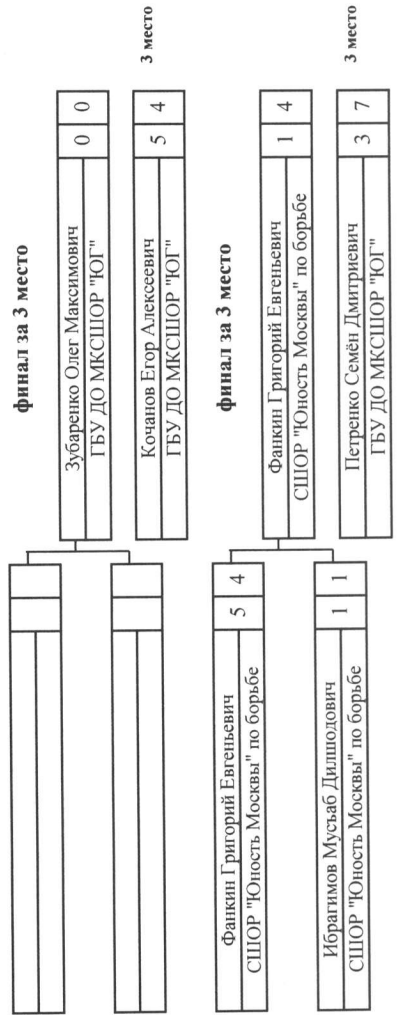 финал за 3 место
Зубаренко Олег Максимович 0 0
ГБУ ДО МКСШОР "ЮГ"
Кочанов Егор Алексеевич 5 4
ГБУ ДО МКСШОР "ЮГ"
3 место
финал за 3 место
Фанкин Григорий Евгеньевич 5 4
СШОР "Юность Москвы" по борьбе
Ибрагимов Мусъаб Дилшодович 1 1
СШОР "Юность Москвы" по борьбе
Фанкин Григорий Евгеньевич 1 4
СШОР "Юность Москвы" по борьбе
Петренко Семён Дмитриевич 3 7
ГБУ ДО МКСШОР "ЮГ"
3 место